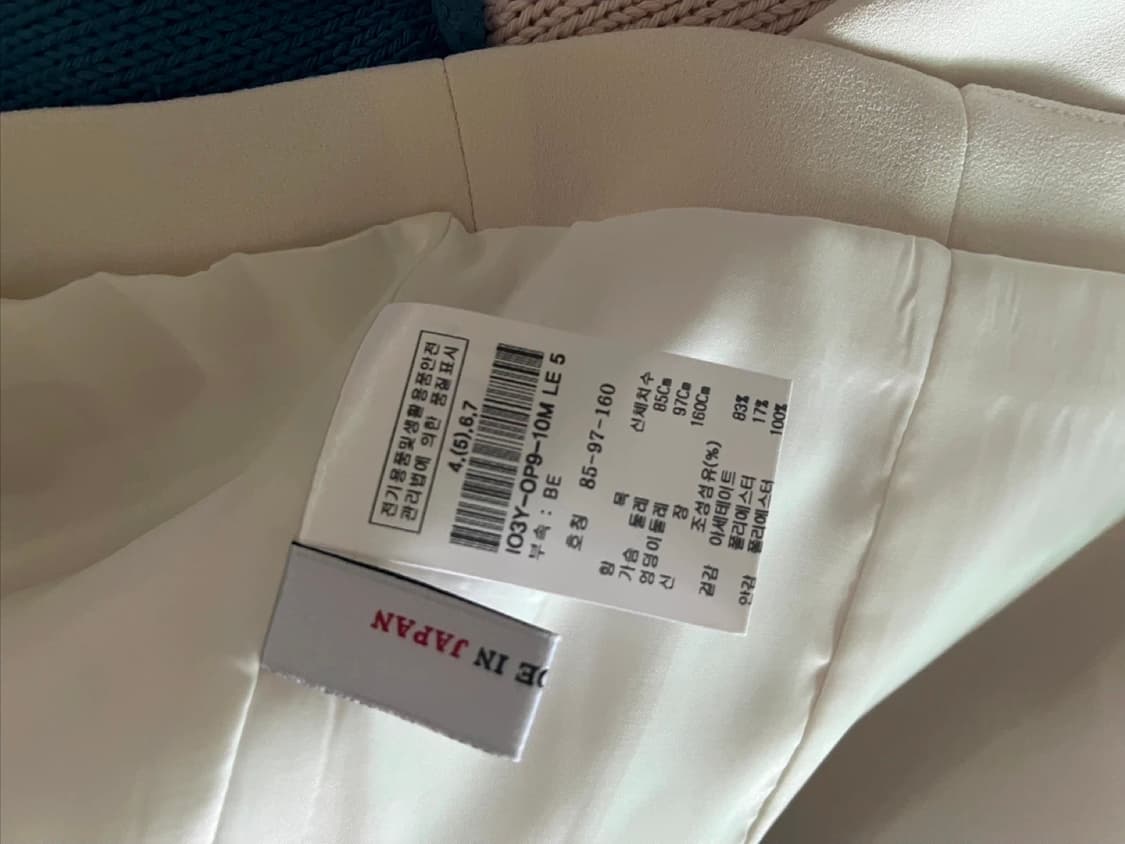 전기용품및생활용품안전
관리법에 의한 품질표시
4,(5),6,7
IO3Y-OP9-10M LE 5
부속 : BE
호칭 85-97-160
항 목 신체치수
가슴 둘레 85Cm
엉덩이둘레 97Cm
신 장 160Cm
조성섬유(%)
겉감 아세테이트 83%
폴리에스터 17%
안감 폴리에스터 100%
DE IN JAPAN